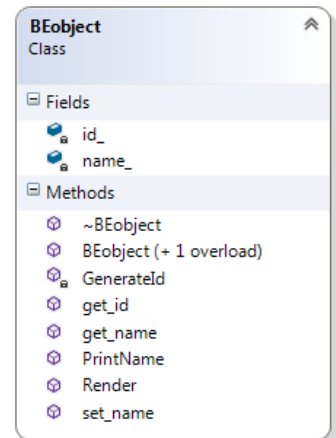 BEobject
Class
Fields
id_
name_
Methods
~BEobject
BEobject (+ 1 overload)
GenerateId
get_id
get_name
PrintName
Render
set_name